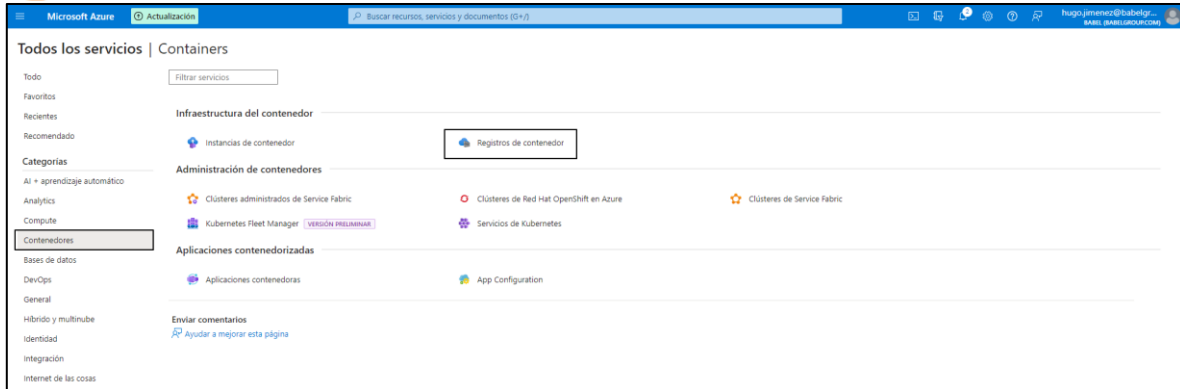 Microsoft Azure
Actualización
Buscar recursos, servicios y documentos (G+/)
hugo.jimenez@babelgr...
BABEL (BABELGROUP.COM)
Todos los servicios | Containers
Todo
Favoritos
Recientes
Recomendado
Categorías
AI + aprendizaje automático
Analytics
Compute
Contenedores
Bases de datos
DevOps
General
Híbrido y multinube
Identidad
Integración
Internet de las cosas
Filtrar servicios
Infraestructura del contenedor
Instancias de contenedor
Registros de contenedor
Administración de contenedores
Clústeres administrados de Service Fabric
Clústeres de Red Hat OpenShift en Azure
Clústeres de Service Fabric
Kubernetes Fleet Manager VERSIÓN PRELIMINAR
Servicios de Kubernetes
Aplicaciones contenedorizadas
Aplicaciones contenedoras
App Configuration
Enviar comentarios
Ayudar a mejorar esta página